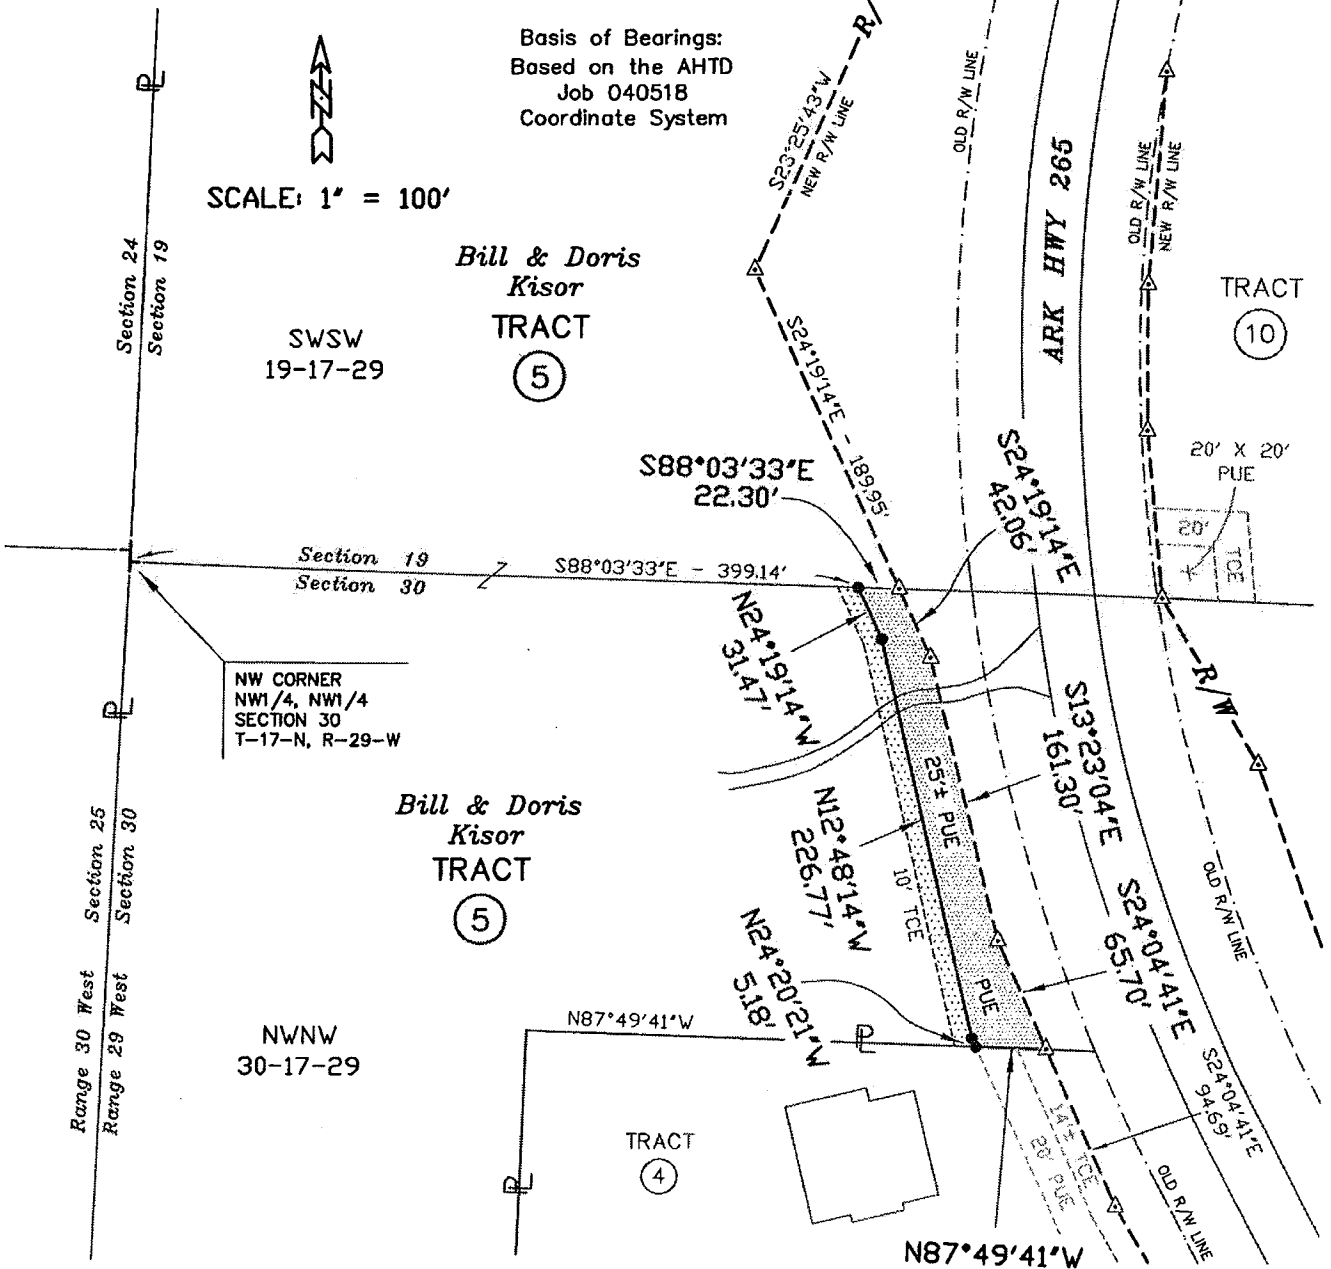 Basis of Bearings:
Based on the AHTD
Job 040518
Coordinate System
R/
N
SCALE: 1" = 100'
PL
S23°25'43"W
NEW R/W LINE
OLD R/W LINE
ARK HWY 265
OLD R/W LINE
NEW R/W LINE
Section 24
Section 19
Bill & Doris
Kisor
TRACT
5
SWSW
19-17-29
TRACT
10
S24°19'14"E - 189.95'
20' X 20'
PUE
20'
TCE
S88°03'33"E
22.30'
S24°19'14"E
42.06'
Section 19
Section 30
S88°03'33"E - 399.14'
N24°19'14"W
31.47'
NW CORNER
NW1/4, NW1/4
SECTION 30
T-17-N, R-29-W
PL
R/W
S13°23'04"E
161.30'
25'± PUE
N12°48'14"W
226.77'
10' TCE
Section 25
Section 30
Bill & Doris
Kisor
TRACT
5
OLD R/W LINE
S24°04'41"E
65.70'
N24°20'21"W
5.18'
PUE
Range 30 West
Range 29 West
NWNW
30-17-29
N87°49'41"W
PL
S24°04'41"E
94.69'
14'± TCE
20' PUE
TRACT
4
PL
OLD R/W LINE
N87°49'41"W